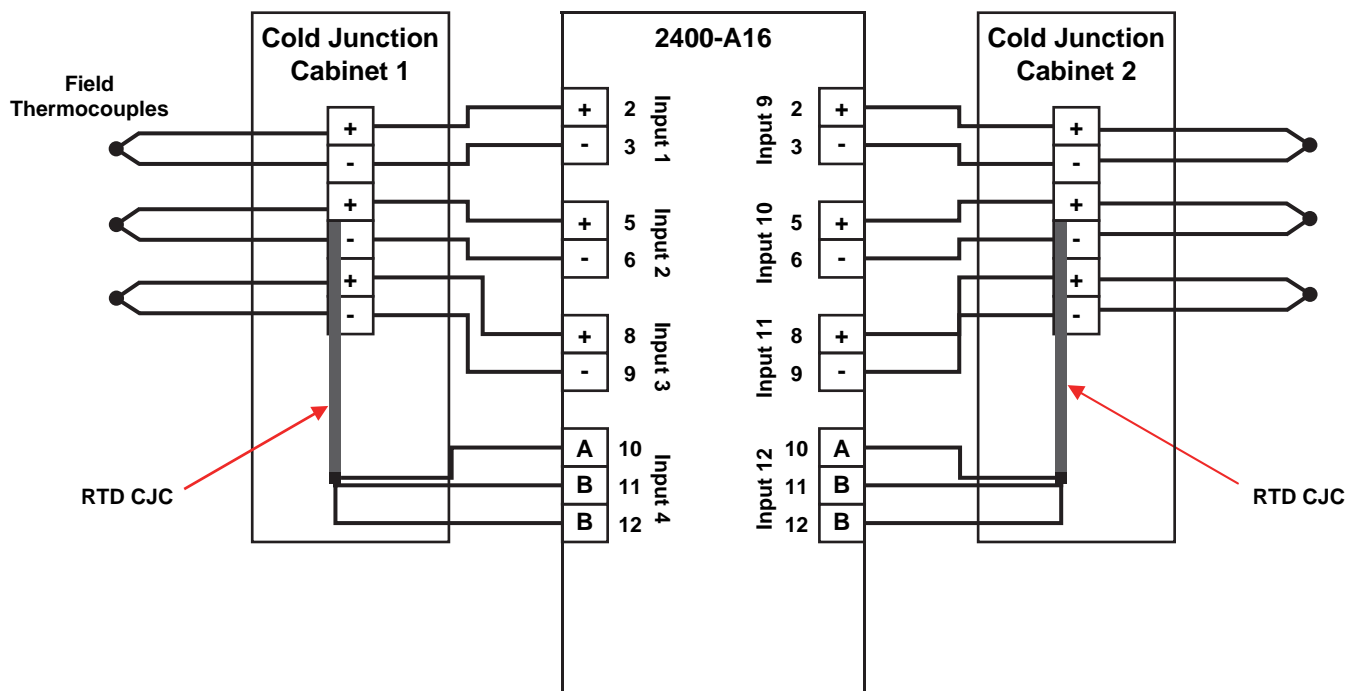 Cold Junction
Cabinet 1
2400-A16
Cold Junction
Cabinet 2
Field
Thermocouples
+
-
+
-
+
-
+ 2
- 3
Input 1
+ 5
- 6
Input 2
+ 8
- 9
Input 3
A 10
B 11
B 12
Input 4
Input 9
2 +
3 -
Input 10
5 +
6 -
Input 11
8 +
9 -
Input 12
10 A
11 B
12 B
+
-
+
-
+
-
RTD CJC
RTD CJC